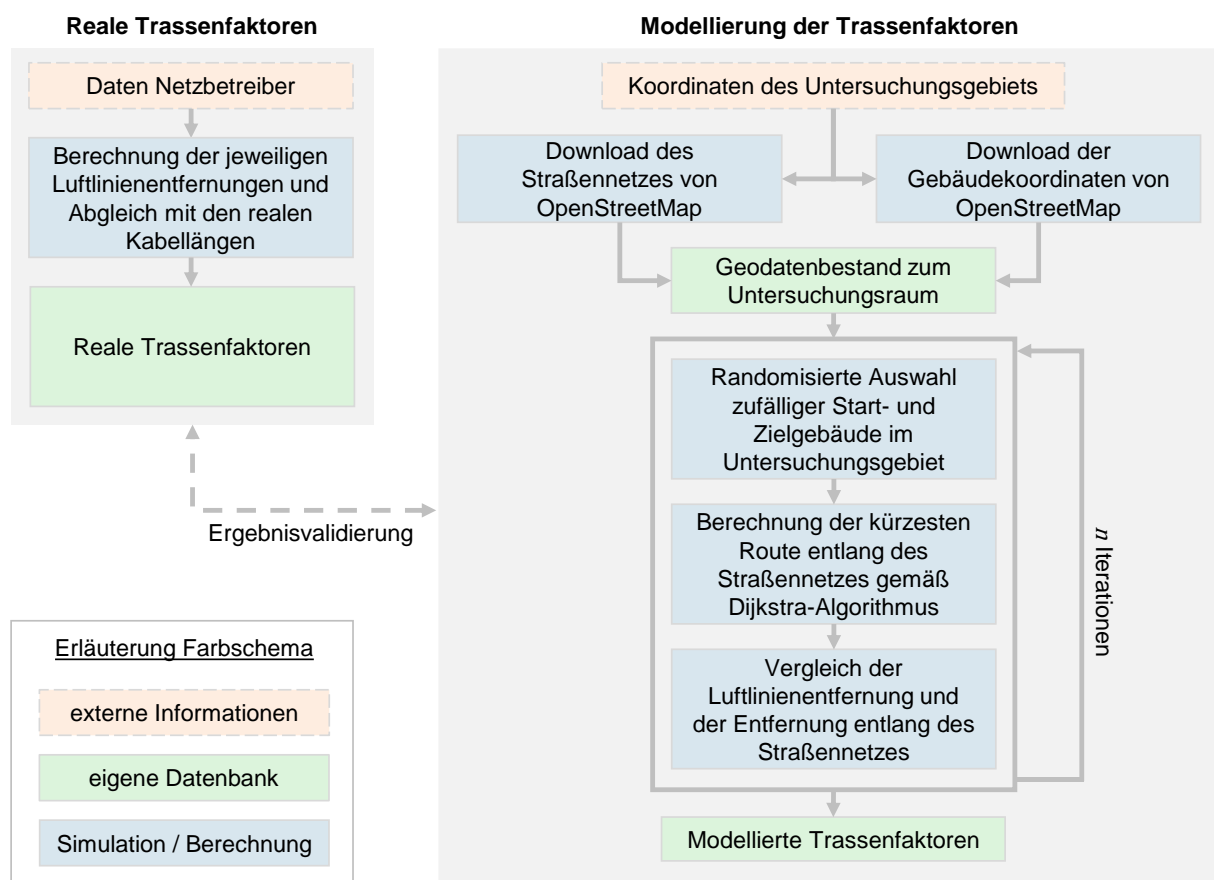 Reale Trassenfaktoren
Daten Netzbetreiber
Berechnung der jeweiligen
Luftlinienentfernungen und
Abgleich mit den realen
Kabellängen
Reale Trassenfaktoren
Ergebnisvalidierung
Erläuterung Farbschema
externe Informationen
eigene Datenbank
Simulation / Berechnung
Modellierung der Trassenfaktoren
Koordinaten des Untersuchungsgebiets
Download des
Straßennetzes von
OpenStreetMap
Download der
Gebäudekoordinaten von
OpenStreetMap
Geodatenbestand zum
Untersuchungsraum
Randomisierte Auswahl
zufälliger Start- und
Zielgebäude im
Untersuchungsgebiet
Berechnung der kürzesten
Route entlang des
Straßennetzes gemäß
Dijkstra-Algorithmus
Vergleich der
Luftlinienentfernung und
der Entfernung entlang des
Straßennetzes
n Iterationen
Modellierte Trassenfaktoren